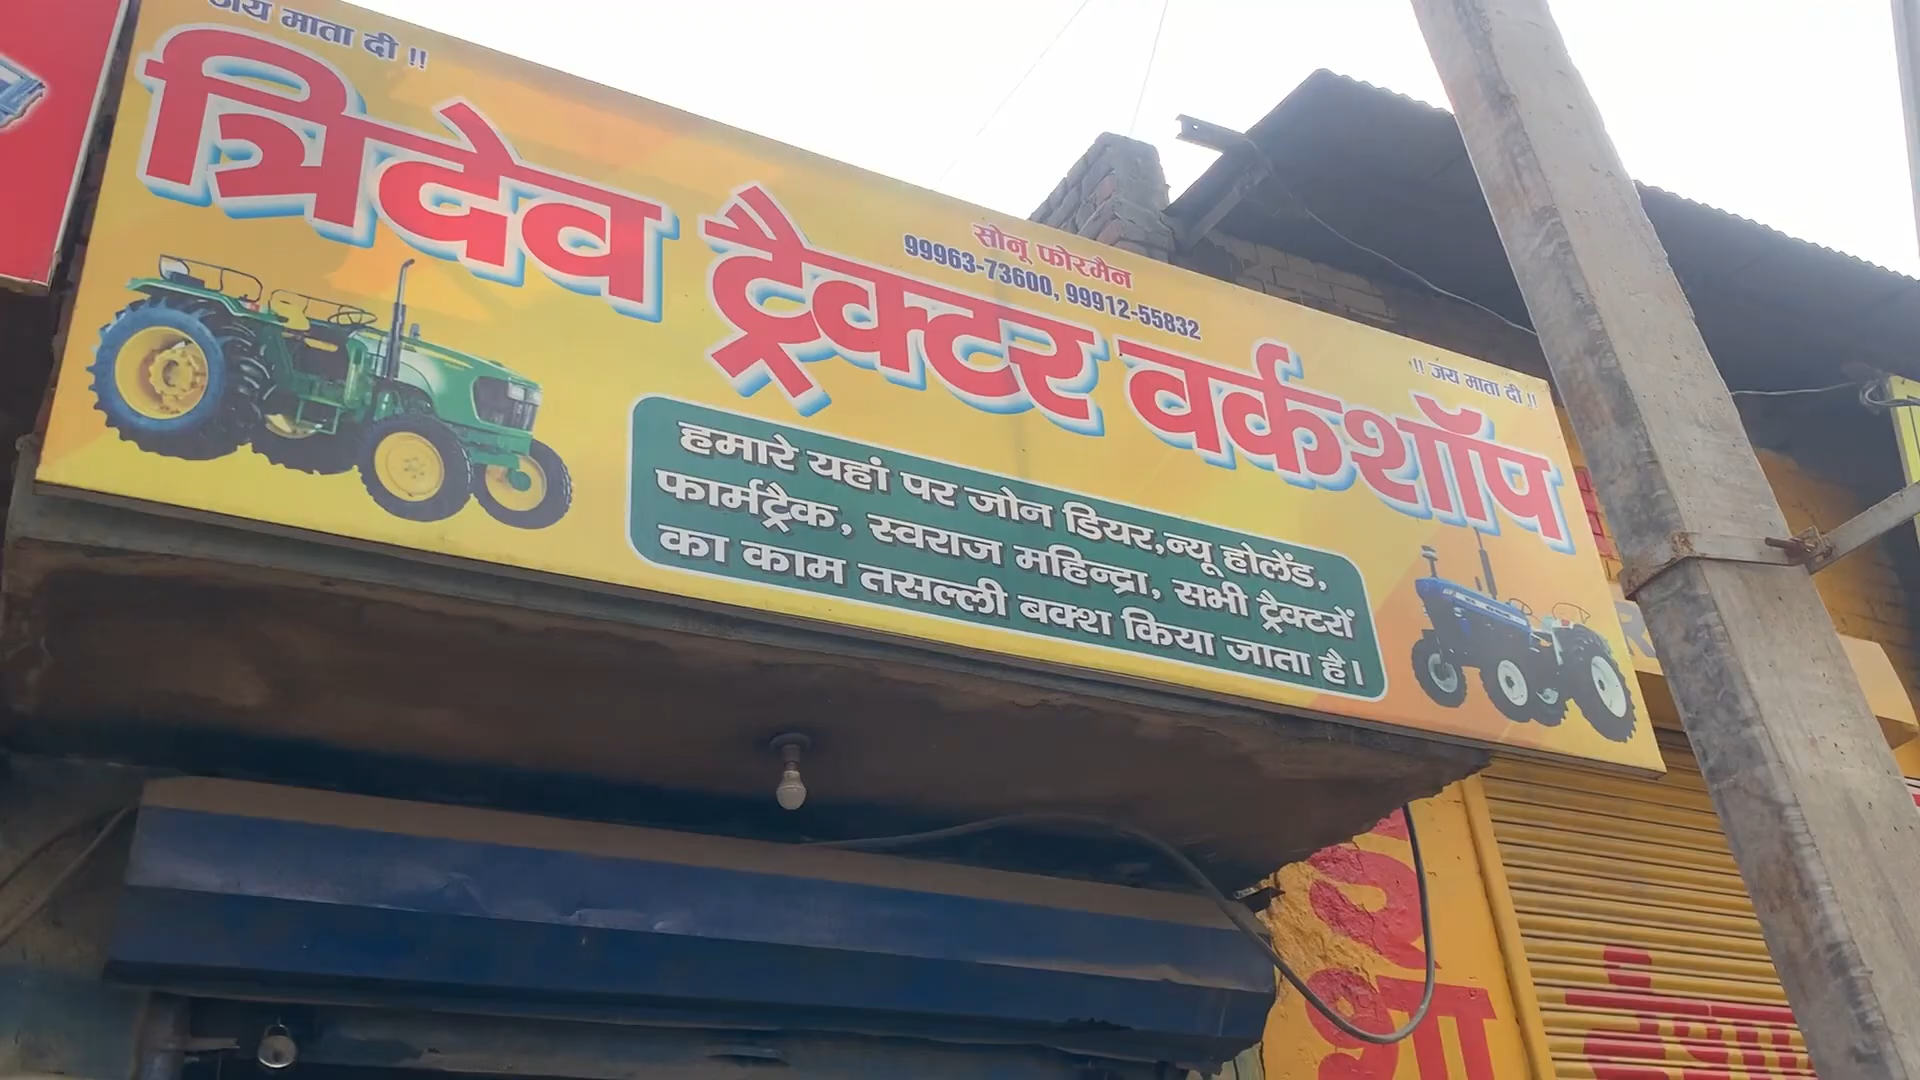 जय माता दी !!
त्रिदेव ट्रैक्टर वर्कशॉप
सोनू फोरमैन
99963-73600, 99912-55832
!! जय माता दी !!
हमारे यहां पर जोन डियर,न्यू होलेंड,
फार्मट्रैक, स्वराज महिन्द्रा, सभी ट्रैक्टरों
का काम तसल्ली बक्श किया जाता है।